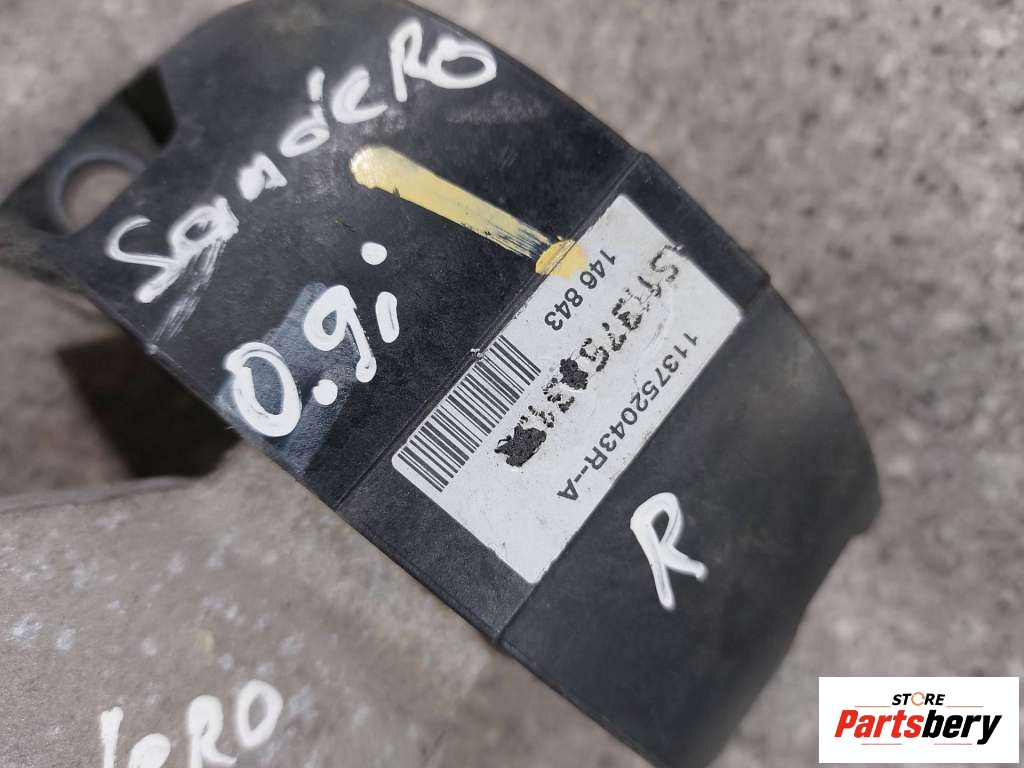 SandeRO
0.9i
146 843
113752043R--A
R
STORE
Partsbery